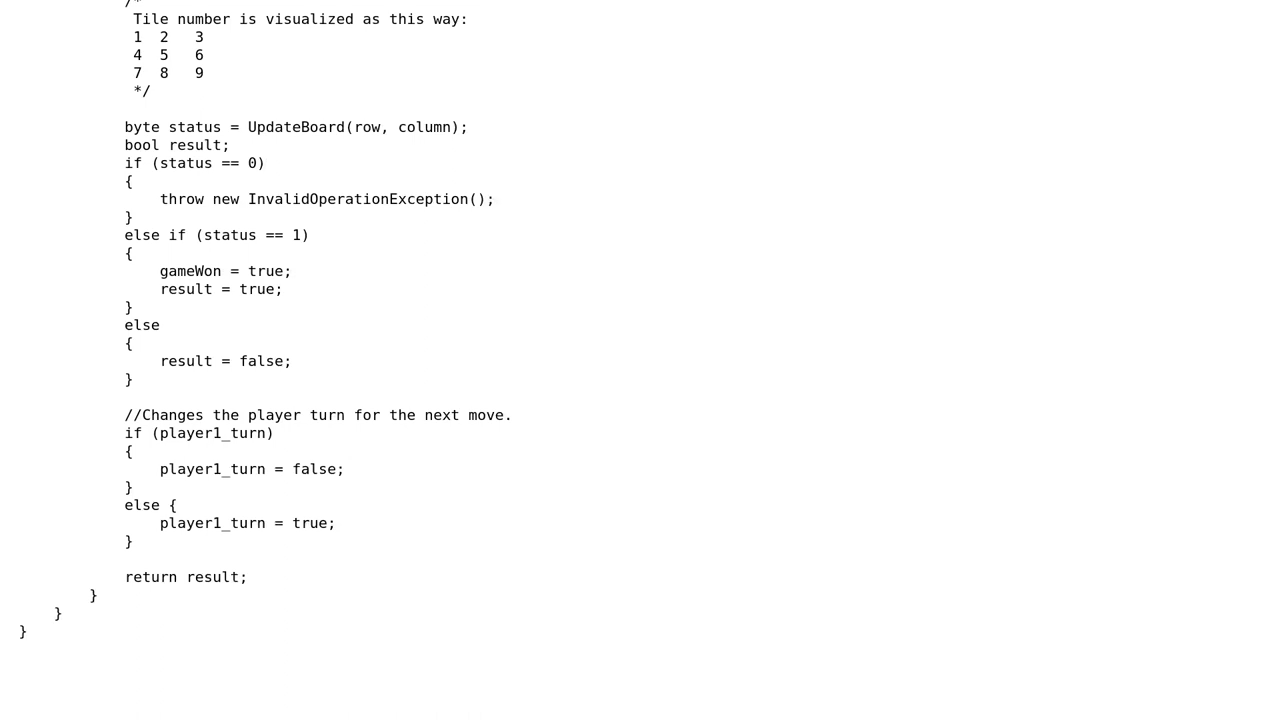 /*
Tile number is visualized as this way:
1  2   3
4  5   6
7  8   9
*/
byte status = UpdateBoard(row, column);
bool result;
if (status == 0)
{
throw new InvalidOperationException();
}
else if (status == 1)
{
gameWon = true;
result = true;
}
else
{
result = false;
}
//Changes the player turn for the next move.
if (player1_turn)
{
player1_turn = false;
}
else {
player1_turn = true;
}
return result;
}
}
}